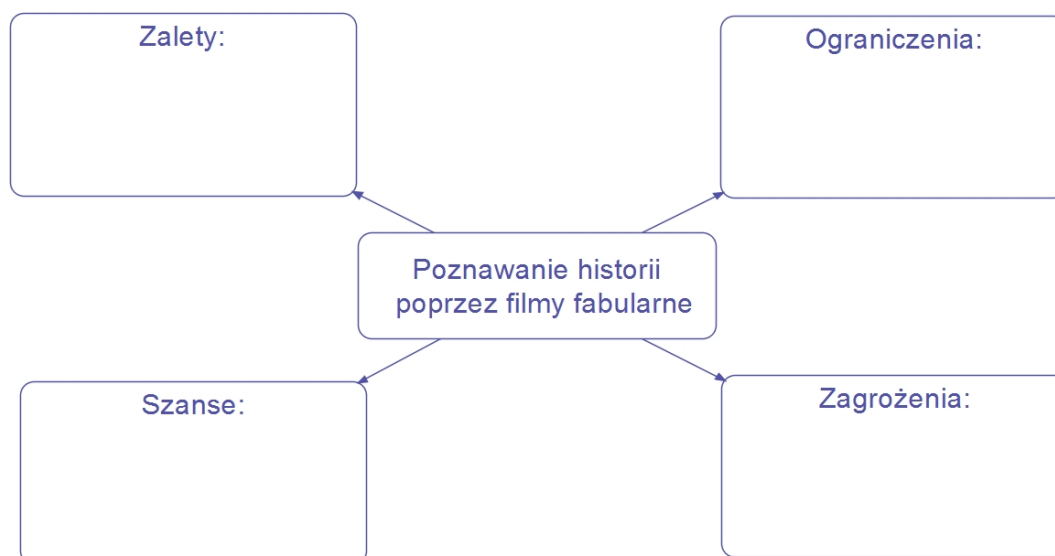 Zalety:
Ograniczenia:
Poznawanie historii
poprzez filmy fabularne
Szanse:
Zagrożenia: